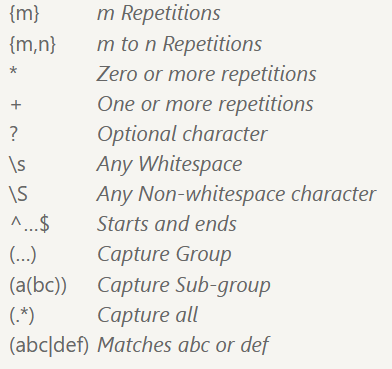 {m} m Repetitions
{m,n} m to n Repetitions
* Zero or more repetitions
+ One or more repetitions
? Optional character
\s Any Whitespace
\S Any Non-whitespace character
^...$ Starts and ends
(...) Capture Group
(a(bc)) Capture Sub-group
(.*) Capture all
(abc|def) Matches abc or def